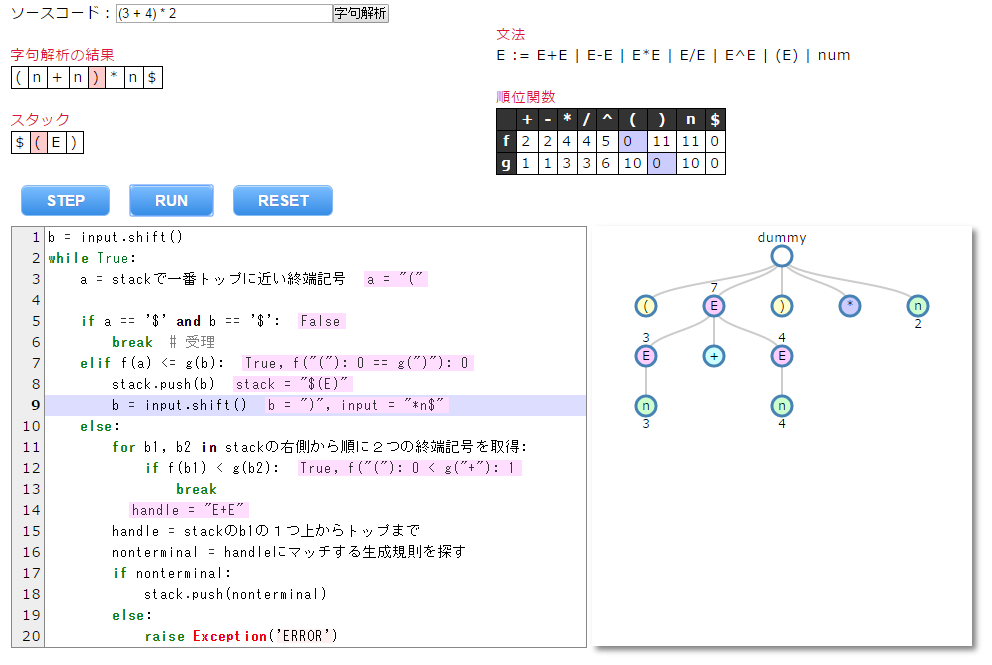 ソースコード：(3 + 4) * 2 字句解析
字句解析の結果
( n + n ) * n $
スタック
$ ( E )
文法
E := E+E | E-E | E*E | E/E | E^E | (E) | num
順位関数
+ - * / ^ ( ) n $
f 2 2 4 4 5 0 11 11 0
g 1 1 3 3 6 10 0 10 0
STEP RUN RESET
1 b = input.shift()
2 while True:
3 a = stackで一番トップに近い終端記号 a = "("
4
5 if a == '$' and b == '$': False
6 break # 受理
7 elif f(a) <= g(b): True, f("("): 0 == g(")"): 0
8 stack.push(b) stack = "$(E)"
9 b = input.shift() b = ")", input = "*n$"
10 else:
11 for b1, b2 in stackの右側から順に２つの終端記号を取得:
12 if f(b1) < g(b2): True, f("("): 0 < g("+"): 1
13 break
14 handle = "E+E"
15 handle = stackのb1の１つ上からトップまで
16 nonterminal = handleにマッチする生成規則を探す
17 if nonterminal:
18 stack.push(nonterminal)
19 else:
20 raise Exception('ERROR')
dummy
7
( E ) * n
2
3 4
E + E
n n
3 4